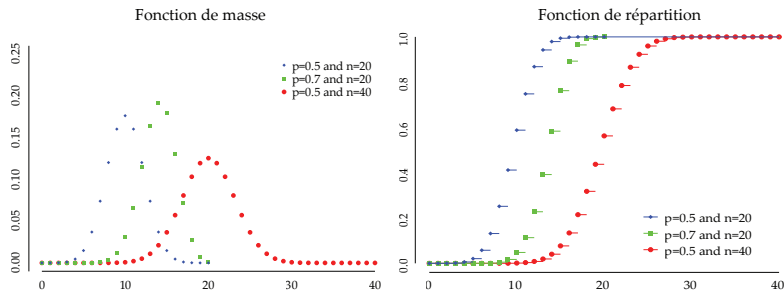 Fonction de masse
0.25
0.20
0.15
0.10
0.05
0.00
p=0.5 and n=20
p=0.7 and n=20
p=0.5 and n=40
0 10 20 30 40
Fonction de répartition
1.0
0.8
0.6
0.4
0.2
0.0
p=0.5 and n=20
p=0.7 and n=20
p=0.5 and n=40
0 10 20 30 40